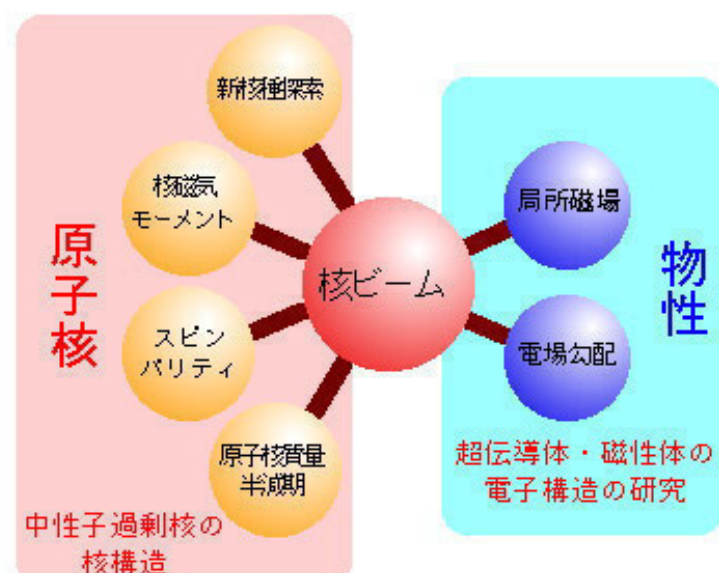 新核種探索
核磁気
モーメント
原子核
スピン
パリティ
原子核質量
半減期
中性子過剰核の
核構造
核ビーム
局所磁場
電場勾配
物性
超伝導体・磁性体の
電子構造の研究